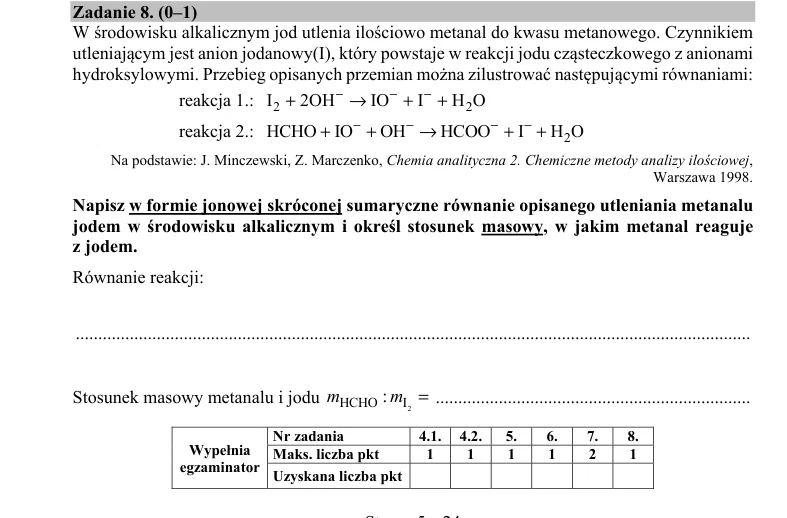 Zadanie 8. (0–1)
W środowisku alkalicznym jod utlenia ilościowo metanal do kwasu metanowego. Czynnikiem
utleniającym jest anion jodanowy(I), który powstaje w reakcji jodu cząsteczkowego z anionami
hydroksylowymi. Przebieg opisanych przemian można zilustrować następującymi równaniami:
reakcja 1.: I₂ + 2OH⁻ → IO⁻ + I⁻ + H₂O
reakcja 2.: HCHO + IO⁻ + OH⁻ → HCOO⁻ + I⁻ + H₂O
Na podstawie: J. Minczewski, Z. Marczenko, Chemia analityczna 2. Chemiczne metody analizy ilościowej,
Warszawa 1998.
Napisz w formie jonowej skróconej sumaryczne równanie opisanego utleniania metanalu
jodem w środowisku alkalicznym i określ stosunek masowy, w jakim metanal reaguje
z jodem.
Równanie reakcji:
......................................................................................................................................................
Stosunek masowy metanalu i jodu m_HCHO : m_I₂ = ......................................................................
Wypełnia egzaminator
Nr zadania 4.1. 4.2. 5. 6. 7. 8.
Maks. liczba pkt 1 1 1 1 2 1
Uzyskana liczba pkt